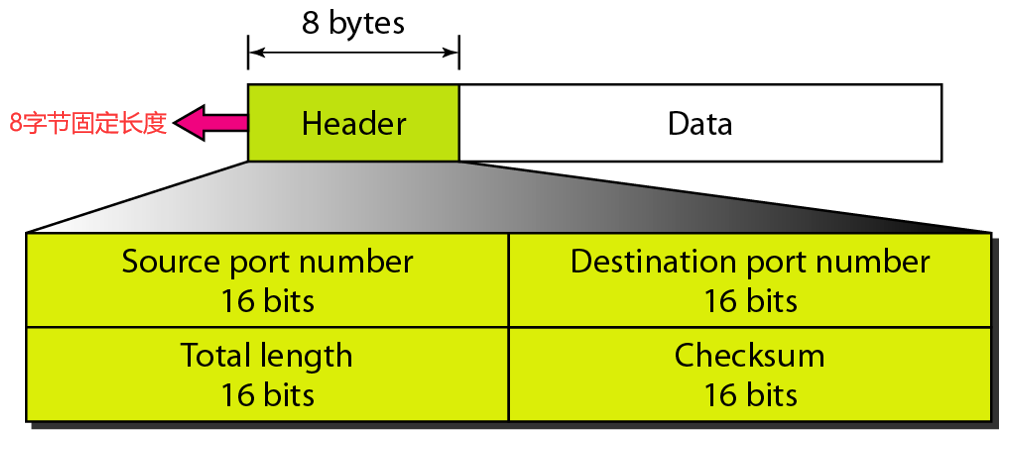 8 bytes
8字节固定长度
Header
Data
Source port number
16 bits
Destination port number
16 bits
Total length
16 bits
Checksum
16 bits